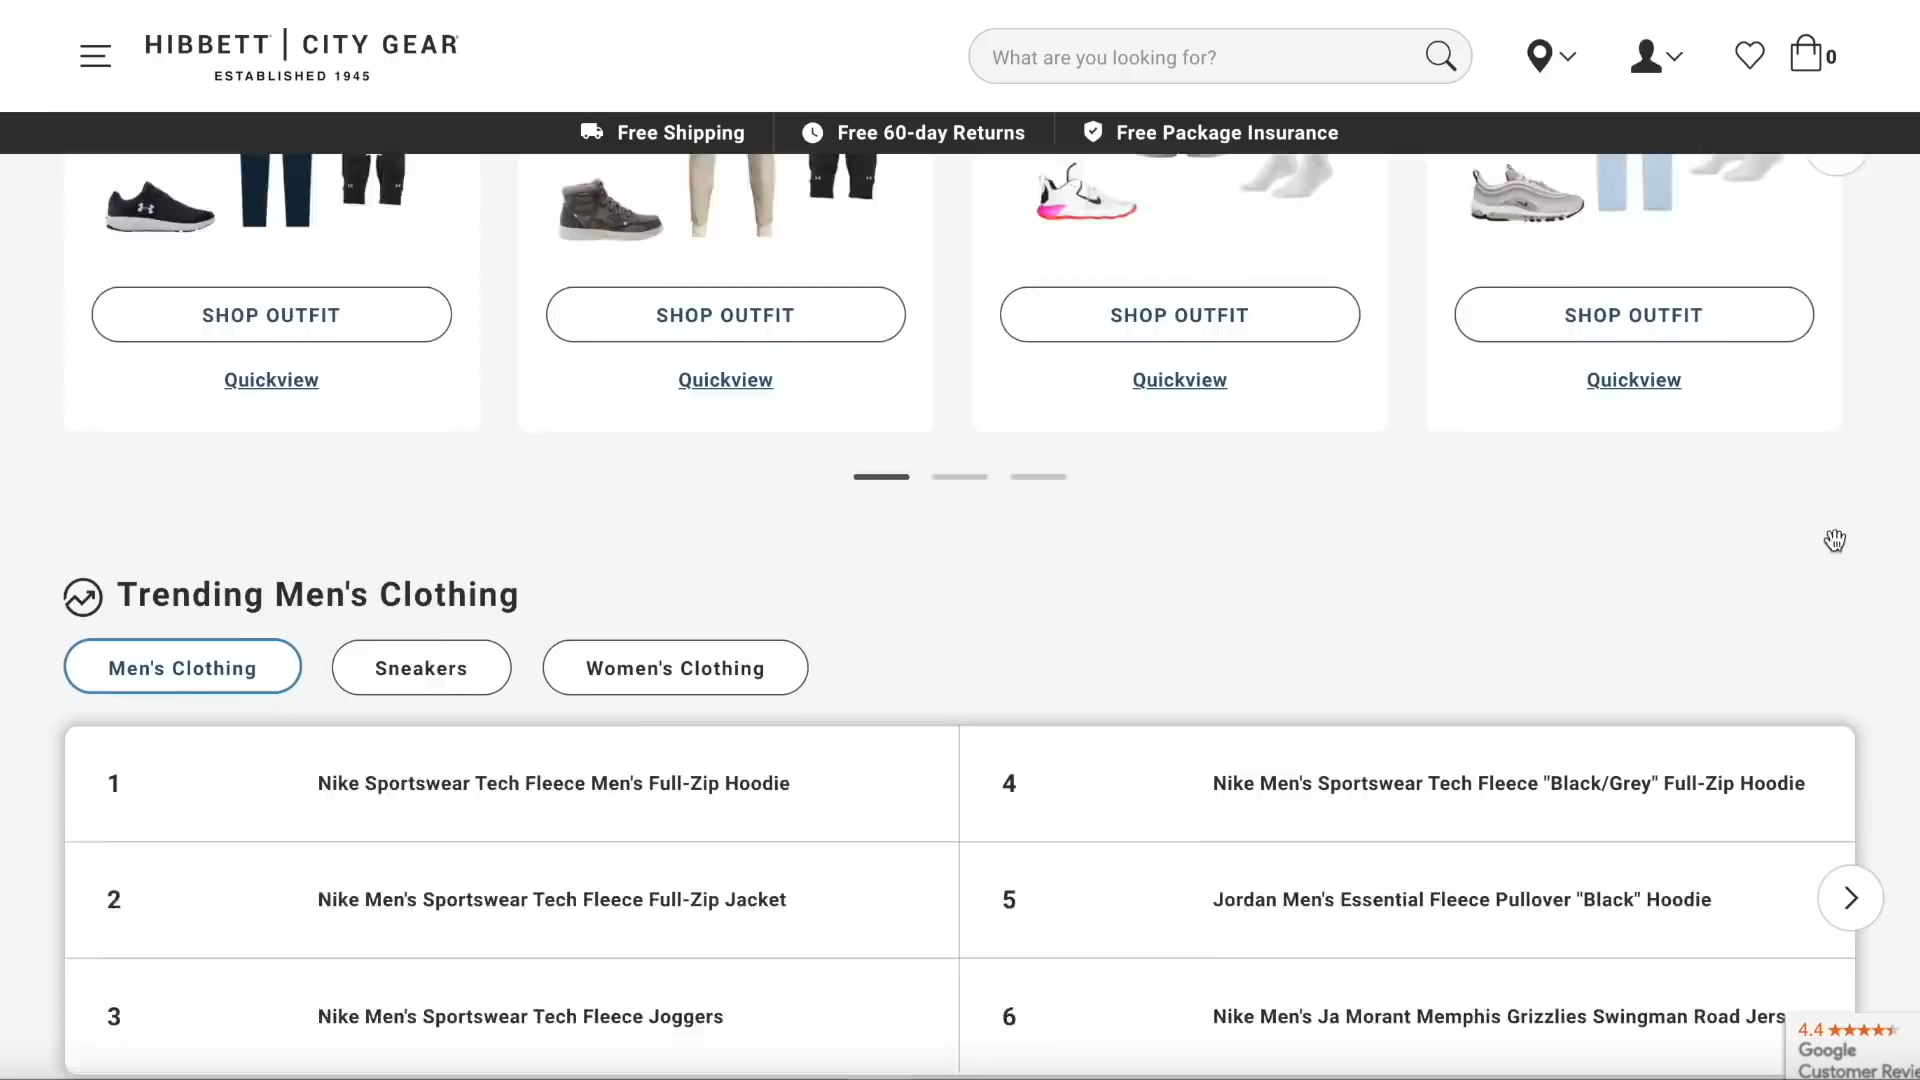 HIBBETT | CITY GEAR
ESTABLISHED 1945
What are you looking for?
0
Free Shipping
Free 60-day Returns
Free Package Insurance
SHOP OUTFIT
SHOP OUTFIT
SHOP OUTFIT
SHOP OUTFIT
Quickview
Quickview
Quickview
Quickview
Trending Men's Clothing
Men's Clothing
Sneakers
Women's Clothing
1 Nike Sportswear Tech Fleece Men's Full-Zip Hoodie
4 Nike Men's Sportswear Tech Fleece "Black/Grey" Full-Zip Hoodie
2 Nike Men's Sportswear Tech Fleece Full-Zip Jacket
5 Jordan Men's Essential Fleece Pullover "Black" Hoodie
3 Nike Men's Sportswear Tech Fleece Joggers
6 Nike Men's Ja Morant Memphis Grizzlies Swingman Road Jers
4.4
Google
Customer Revie